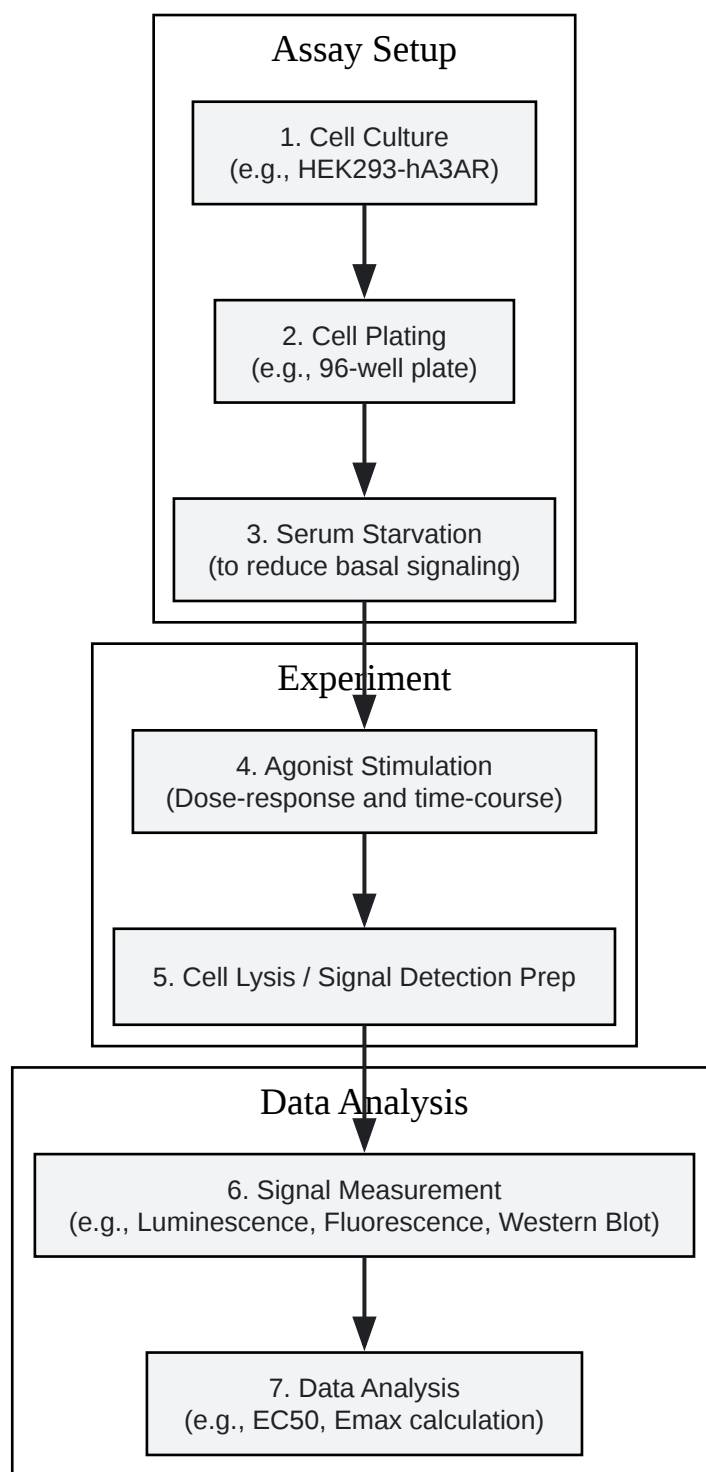 Assay Setup
1. Cell Culture
(e.g., HEK293-hA3AR)
2. Cell Plating
(e.g., 96-well plate)
3. Serum Starvation
(to reduce basal signaling)
Experiment
4. Agonist Stimulation
(Dose-response and time-course)
5. Cell Lysis / Signal Detection Prep
Data Analysis
6. Signal Measurement
(e.g., Luminescence, Fluorescence, Western Blot)
7. Data Analysis
(e.g., EC50, Emax calculation)